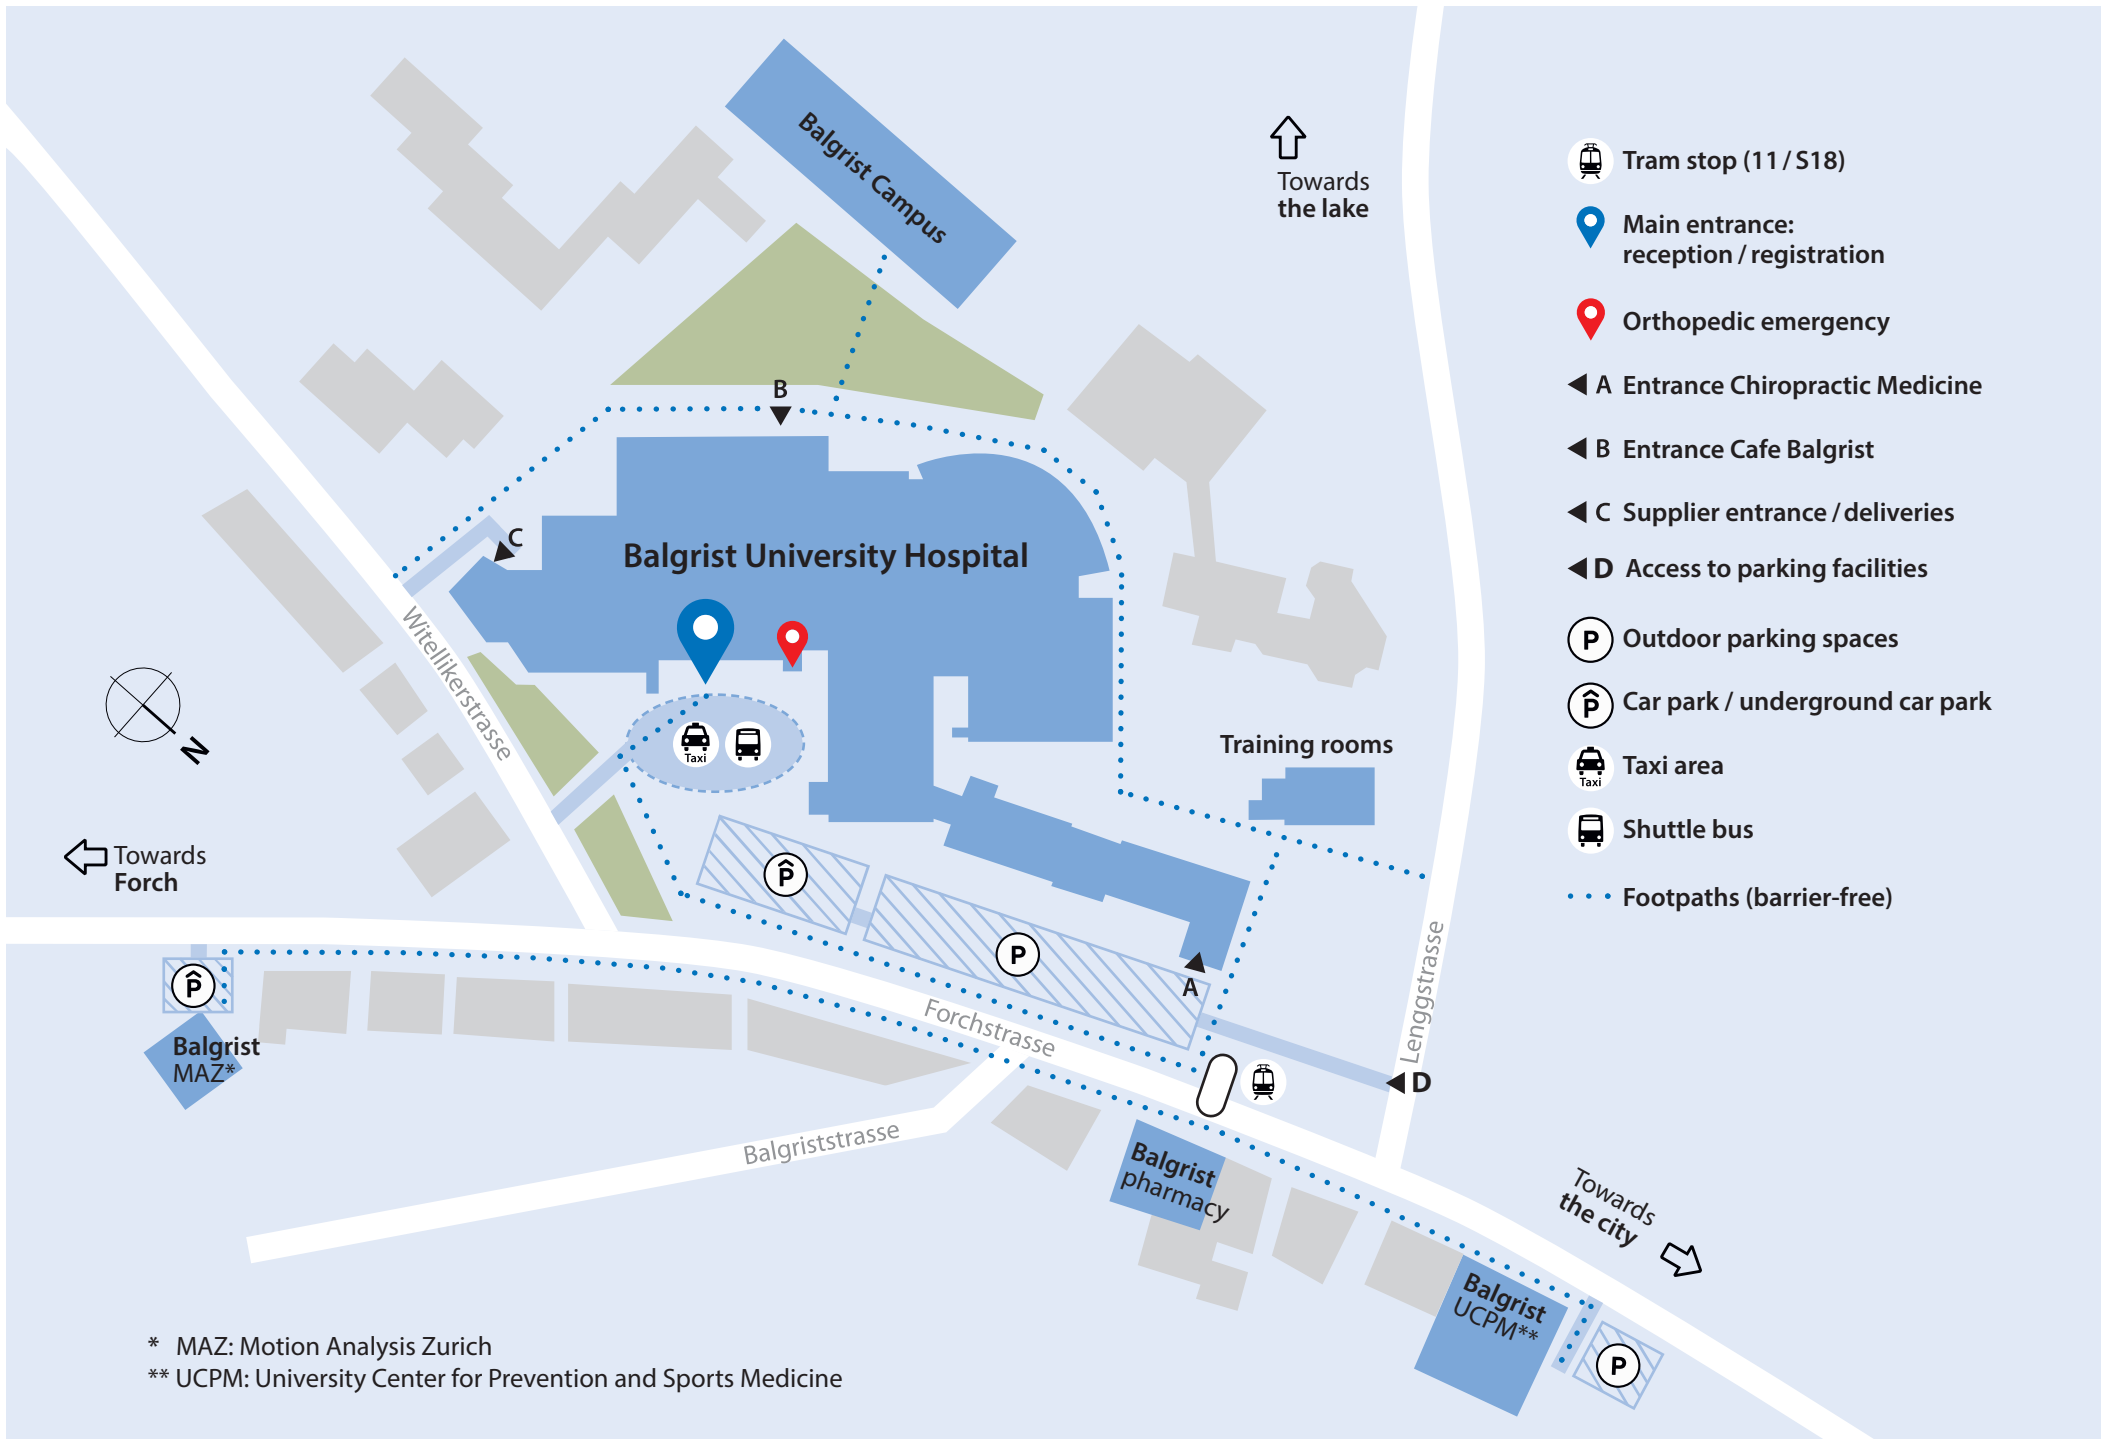 Balgrist Campus
Towards
the lake
Tram stop (11 / S18)
Main entrance:
reception / registration
Orthopedic emergency
A Entrance Chiropractic Medicine
B Entrance Cafe Balgrist
C Supplier entrance / deliveries
D Access to parking facilities
P Outdoor parking spaces
P Car park / underground car park
Taxi
Taxi area
Shuttle bus
Footpaths (barrier-free)
B
C
Balgrist University Hospital
Witellikerstrasse
N
Taxi
Training rooms
Towards
Forch
P
P
A
P
Balgrist
MAZ*
Forchstrasse
Lenggstrasse
D
Balgriststrasse
Balgrist
pharmacy
Towards
the city
Balgrist
UCPM**
P
* MAZ: Motion Analysis Zurich
** UCPM: University Center for Prevention and Sports Medicine